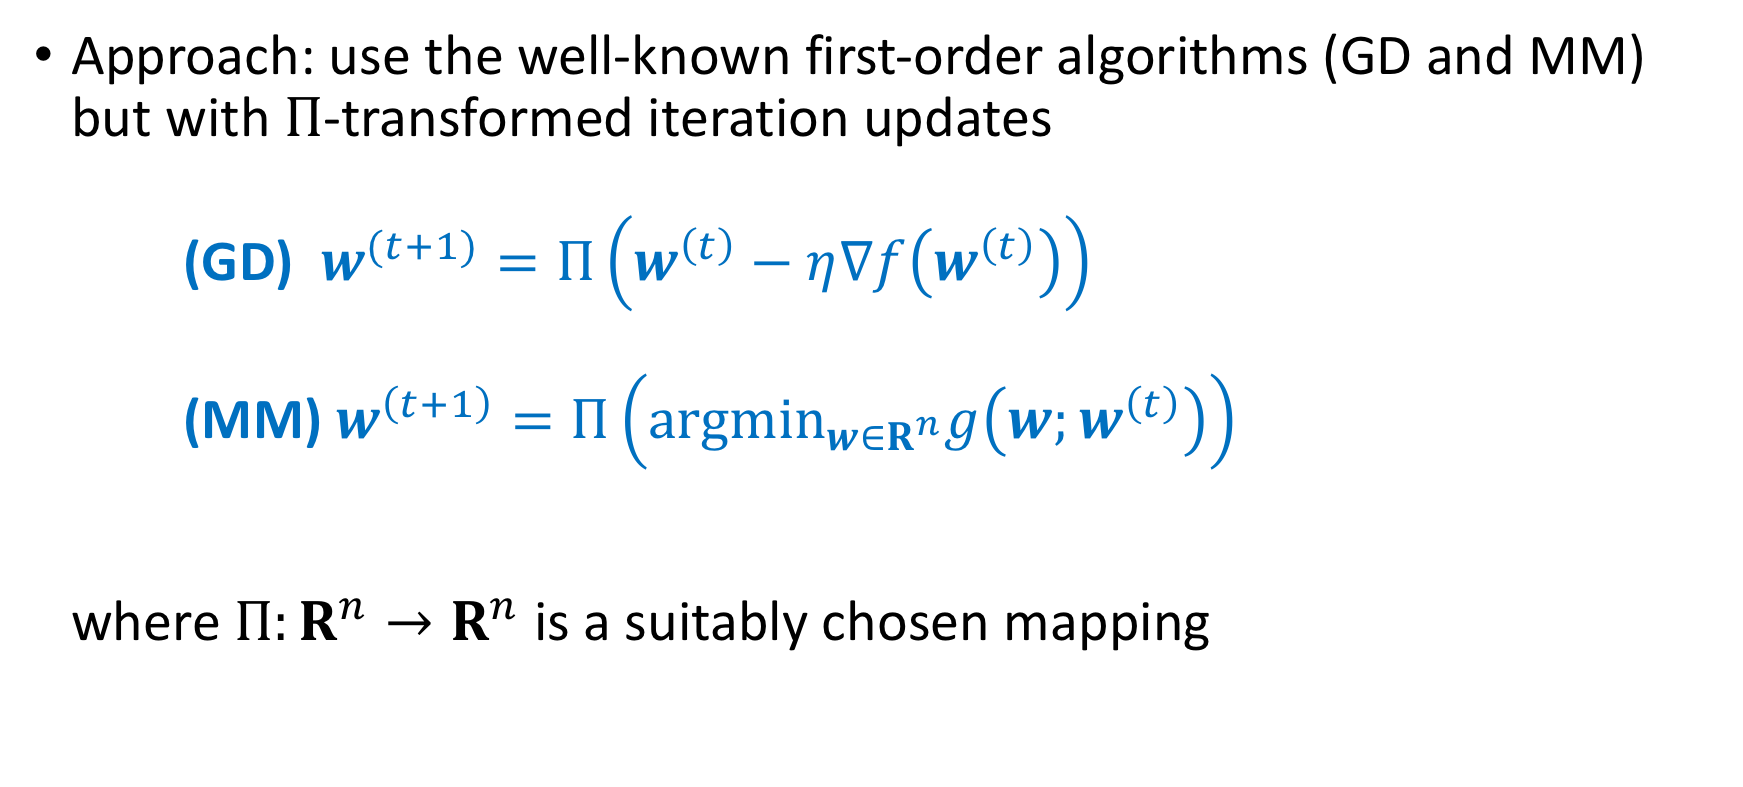 • Approach: use the well-known first-order algorithms (GD and MM)
but with Π-transformed iteration updates
(GD) w^(t+1) = Π(w^(t) − η∇f(w^(t)))
(MM) w^(t+1) = Π(argmin_{w∈R^n} g(w; w^(t)))
where Π: R^n → R^n is a suitably chosen mapping